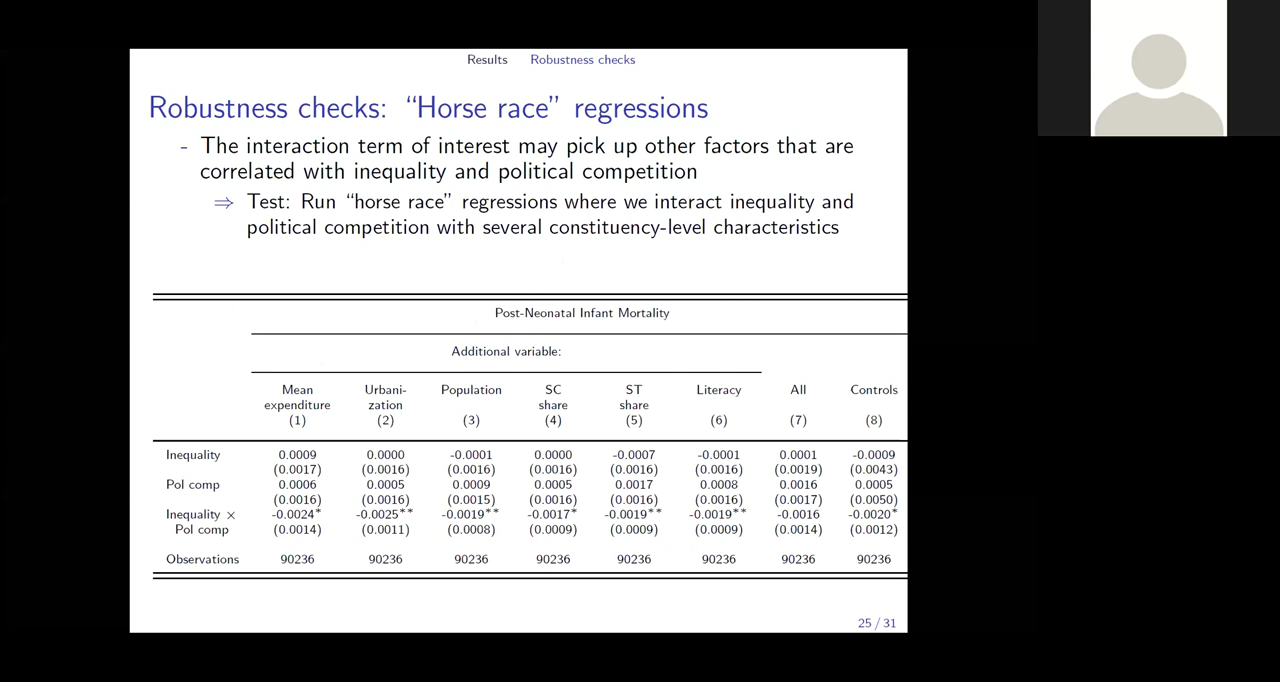 Results Robustness checks
Robustness checks: “Horse race” regressions
- The interaction term of interest may pick up other factors that are
correlated with inequality and political competition
⇒ Test: Run “horse race” regressions where we interact inequality and
political competition with several constituency-level characteristics
Post-Neonatal Infant Mortality
Additional variable:
Mean Urbani- Population SC ST Literacy All Controls
expenditure zation share share
(1) (2) (3) (4) (5) (6) (7) (8)
Inequality 0.0009 0.0000 -0.0001 0.0000 -0.0007 -0.0001 0.0001 -0.0009
(0.0017) (0.0016) (0.0016) (0.0016) (0.0016) (0.0016) (0.0019) (0.0043)
Pol comp 0.0006 0.0005 0.0009 0.0005 0.0017 0.0008 0.0016 0.0005
(0.0016) (0.0016) (0.0015) (0.0016) (0.0016) (0.0016) (0.0017) (0.0050)
Inequality × -0.0024* -0.0025** -0.0019** -0.0017* -0.0019** -0.0019** -0.0016 -0.0020*
Pol comp (0.0014) (0.0011) (0.0008) (0.0009) (0.0009) (0.0009) (0.0014) (0.0012)
Observations 90236 90236 90236 90236 90236 90236 90236 90236
25 / 31